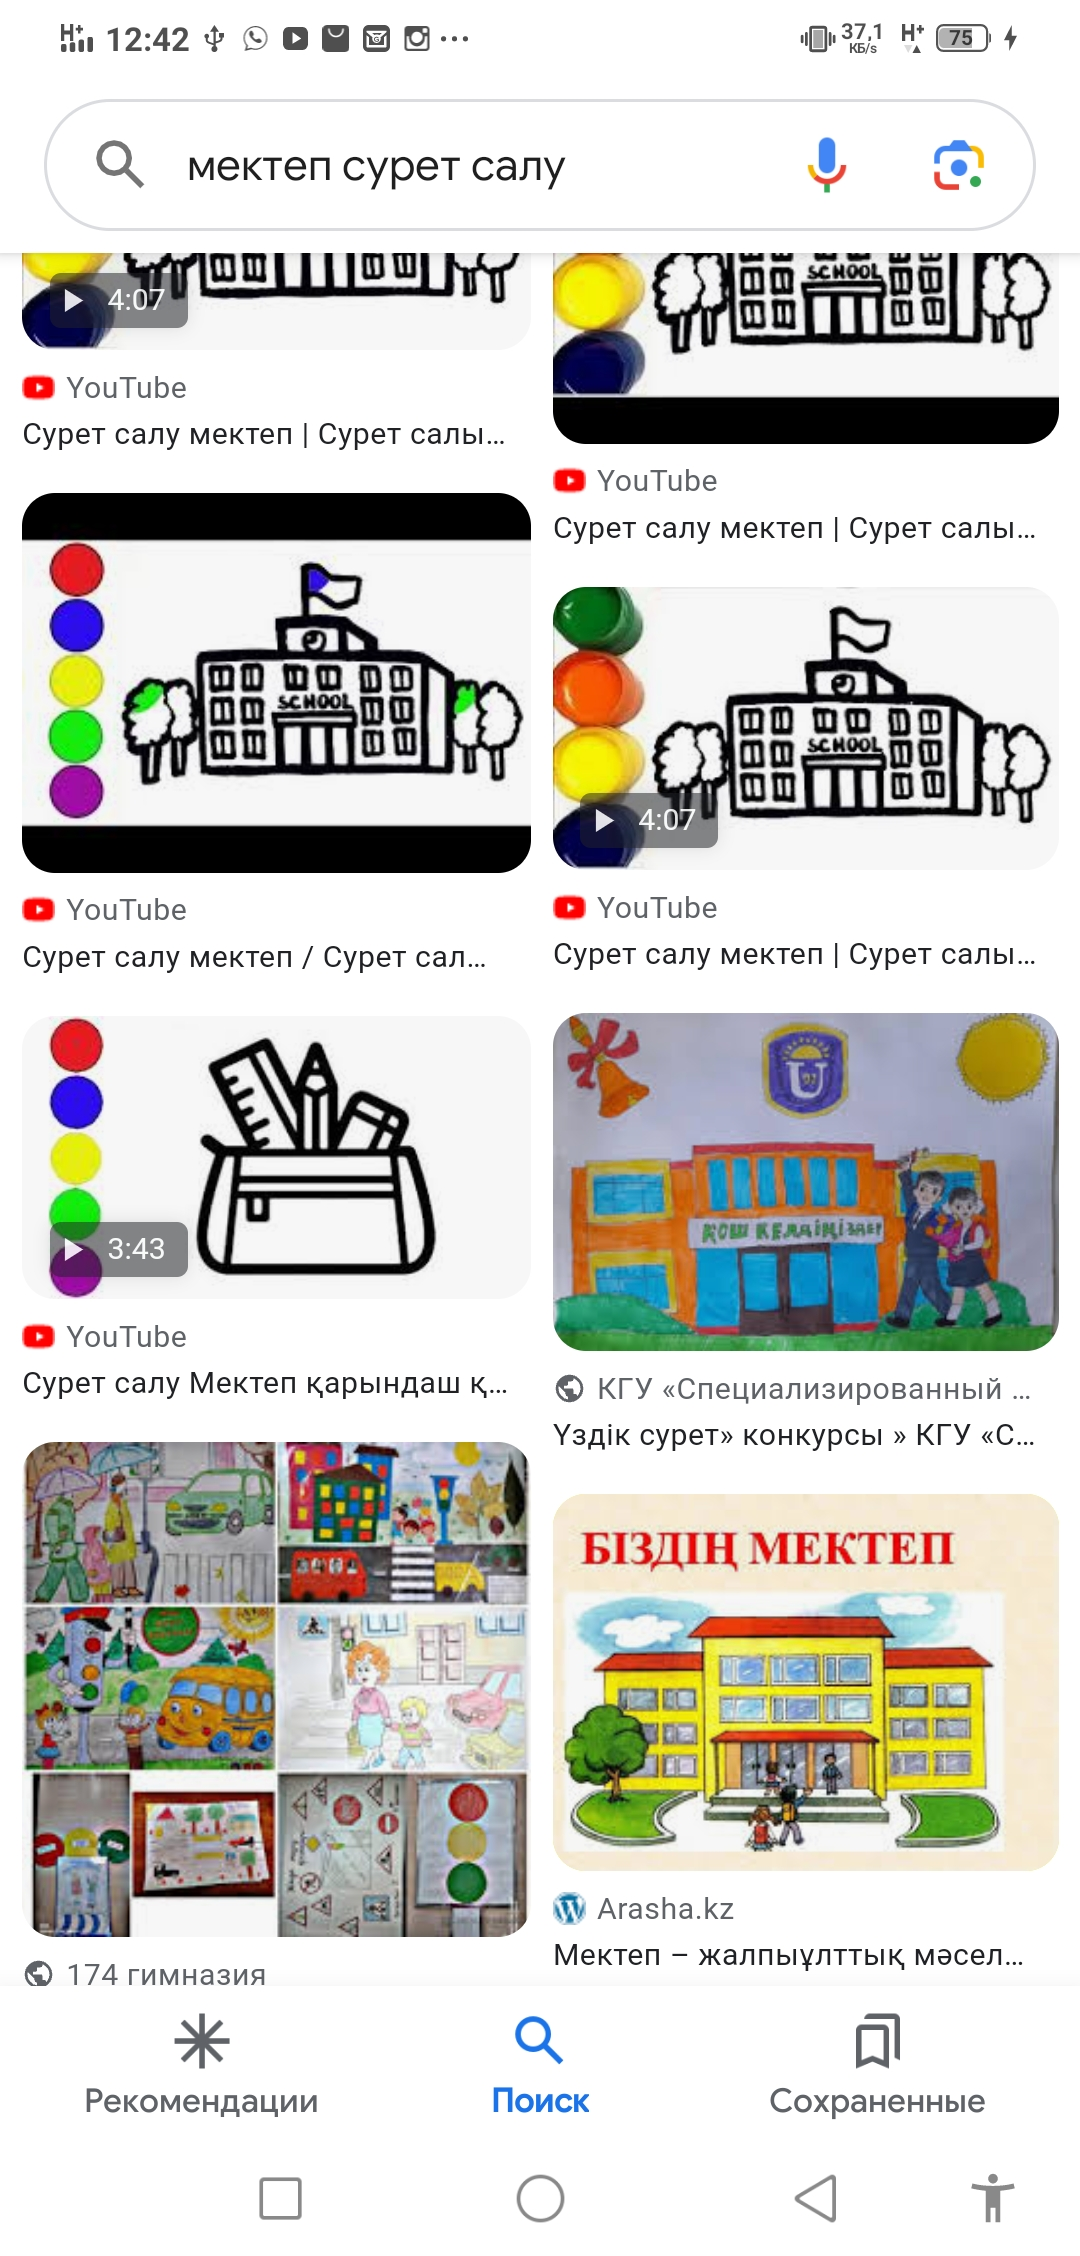 12:42
37,1
КБ/s
H+
75
мектеп сурет салу
4:07
YouTube
Сурет салу мектеп | Сурет салы...
SCHOOL
YouTube
Сурет салу мектеп | Сурет салы...
SCHOOL
YouTube
Сурет салу мектеп / Сурет сал...
SCHOOL
4:07
YouTube
Сурет салу мектеп | Сурет салы...
3:43
YouTube
Сурет салу Мектеп қарындаш қ...
ҚОШ КЕЛДІҢІЗДЕР
КГУ «Специализированный ...
Үздік сурет» конкурсы » КГУ «С...
174 гимназия
БІЗДІҢ МЕКТЕП
Arasha.kz
Мектеп – жалпыұлттық мәсел...
Рекомендации
Поиск
Сохраненные